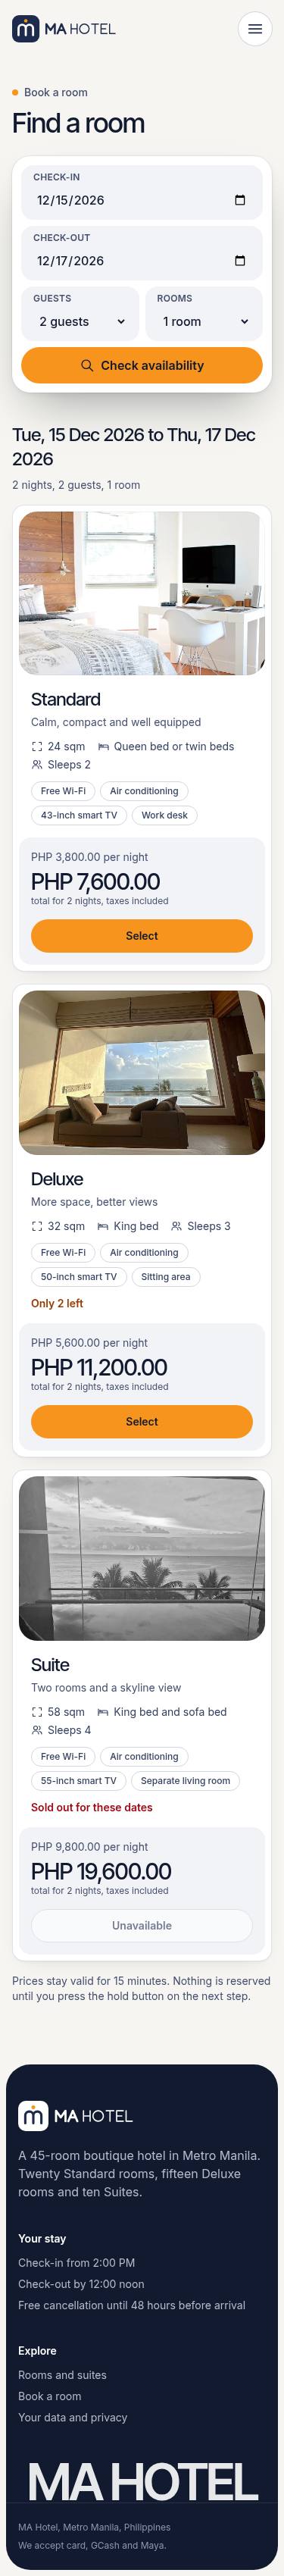 MA HOTEL
Book a room
Find a room
CHECK-IN
12/15/2026
CHECK-OUT
12/17/2026
GUESTS
ROOMS
2 guests
1 room
Check availability
Tue, 15 Dec 2026 to Thu, 17 Dec
2026
2 nights, 2 guests, 1 room
Standard
Calm, compact and well equipped
24 sqm Queen bed or twin beds
Sleeps 2
Free Wi-Fi Air conditioning
43-inch smart TV Work desk
PHP 3,800.00 per night
PHP 7,600.00
total for 2 nights, taxes included
Select
Deluxe
More space, better views
32 sqm King bed Sleeps 3
Free Wi-Fi Air conditioning
50-inch smart TV Sitting area
Only 2 left
PHP 5,600.00 per night
PHP 11,200.00
total for 2 nights, taxes included
Select
Suite
Two rooms and a skyline view
58 sqm King bed and sofa bed
Sleeps 4
Free Wi-Fi Air conditioning
55-inch smart TV Separate living room
Sold out for these dates
PHP 9,800.00 per night
PHP 19,600.00
total for 2 nights, taxes included
Unavailable
Prices stay valid for 15 minutes. Nothing is reserved
until you press the hold button on the next step.
MA HOTEL
A 45-room boutique hotel in Metro Manila.
Twenty Standard rooms, fifteen Deluxe
rooms and ten Suites.
Your stay
Check-in from 2:00 PM
Check-out by 12:00 noon
Free cancellation until 48 hours before arrival
Explore
Rooms and suites
Book a room
Your data and privacy
MA HOTEL
MA Hotel, Metro Manila, Philippines
We accept card, GCash and Maya.